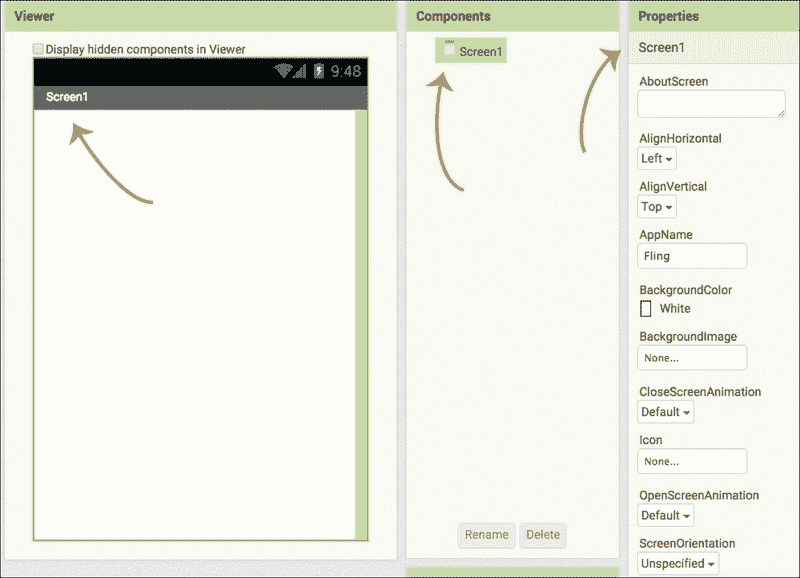 Viewer
Display hidden components in Viewer
9:48
Screen1
Components
Screen1
Rename
Delete
Properties
Screen1
AboutScreen
AlignHorizontal
Left
AlignVertical
Top
AppName
Fling
BackgroundColor
White
BackgroundImage
None...
CloseScreenAnimation
Default
Icon
None...
OpenScreenAnimation
Default
ScreenOrientation
Unspecified